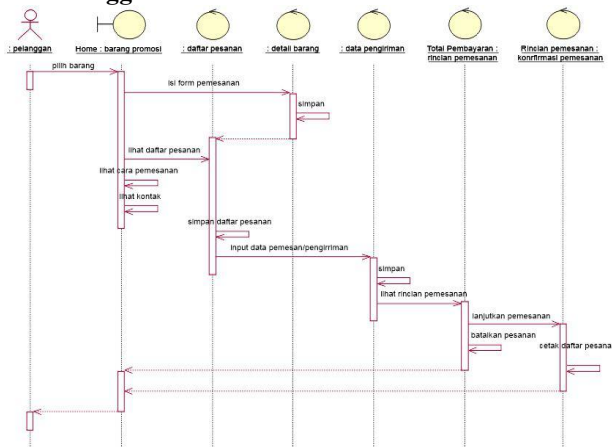 gg
: pelanggan
Home : barang promosi
: daftar pesanan
: detail barang
: data pengiriman
Total Pembayaran :
rincian pemesanan
Rincian pemesanan :
konrfirmasi pemesanan
pilih barang
isi form pemesanan
simpan
lihat daftar pesanan
lihat cara pemesanan
lihat kontak
simpan daftar pesanan
input data pemesan/pengirriman
simpan
lihat rincian pemesanan
lanjutkan pemesanan
batalkan pesanan
cetak daftar pesana